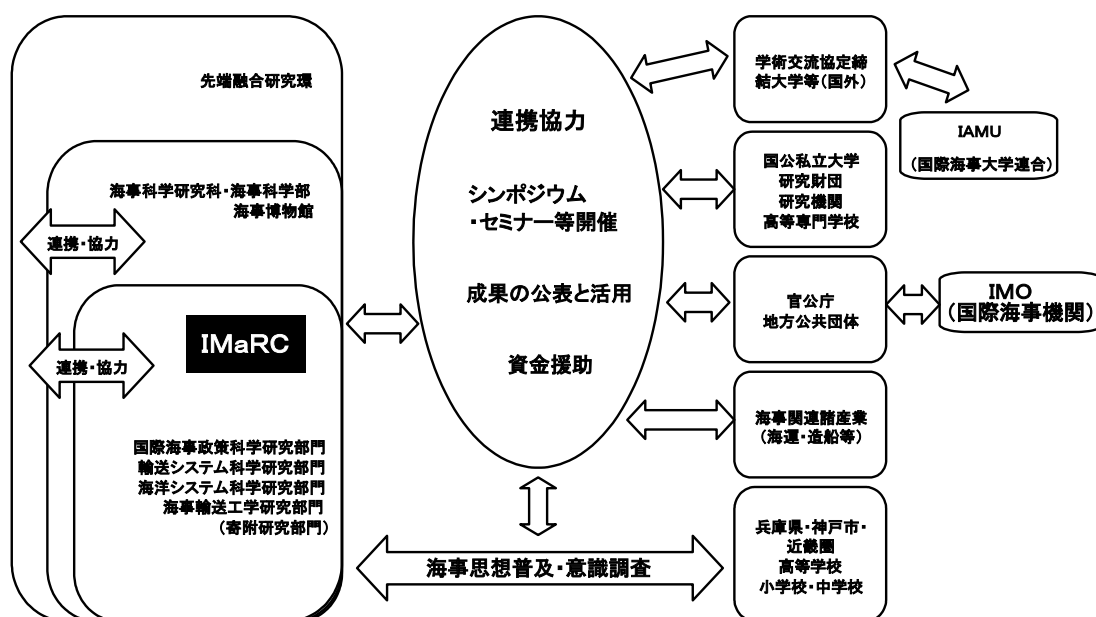 先端融合研究環
海事科学研究科・海事科学部
海事博物館
連携・協力
IMaRC
連携・協力
国際海事政策科学研究部門
輸送システム科学研究部門
海洋システム科学研究部門
海事輸送工学研究部門
（寄附研究部門）
連携協力
シンポジウム
・セミナー等開催
成果の公表と活用
資金援助
海事思想普及・意識調査
学術交流協定締
結大学等（国外）
IAMU
（国際海事大学連合）
国公私立大学
研究財団
研究機関
高等専門学校
官公庁
地方公共団体
IMO
（国際海事機関）
海事関連諸産業
（海運・造船等）
兵庫県・神戸市・
近畿圏
高等学校
小学校・中学校